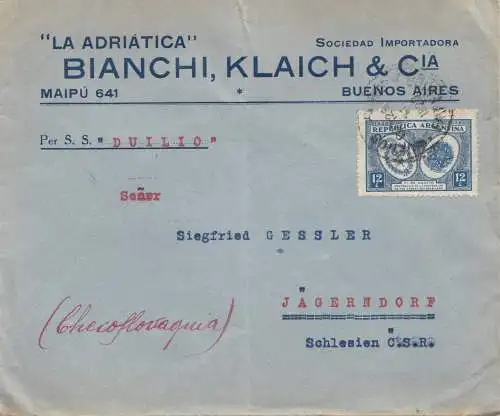 "LA ADRIÁTICA" SOCIEDAD IMPORTADORA
BIANCHI, KLAICH & CIA
MAIPÚ 641 * BUENOS AIRES
Per S. S. " DUILIO "
REPUBLICA ARGENTINA
12 c 12 c
Señor
Siegfried GESSLER
JÄGERNDORF
(Checoslovaquia)
Schlesien Č.S.R.